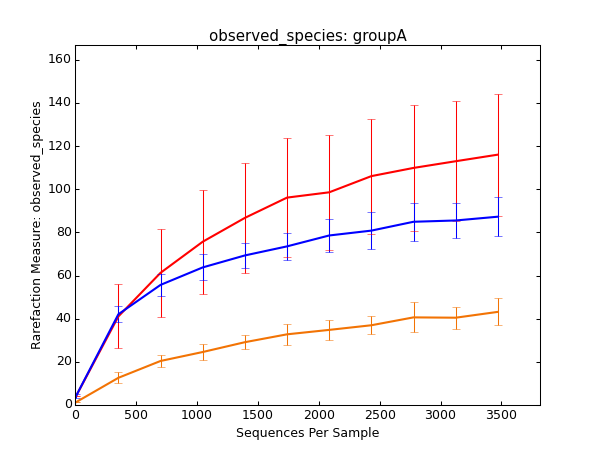 observed_species: groupA
Rarefaction Measure: observed_species
160
140
120
100
80
60
40
20
0
0 500 1000 1500 2000 2500 3000 3500
Sequences Per Sample